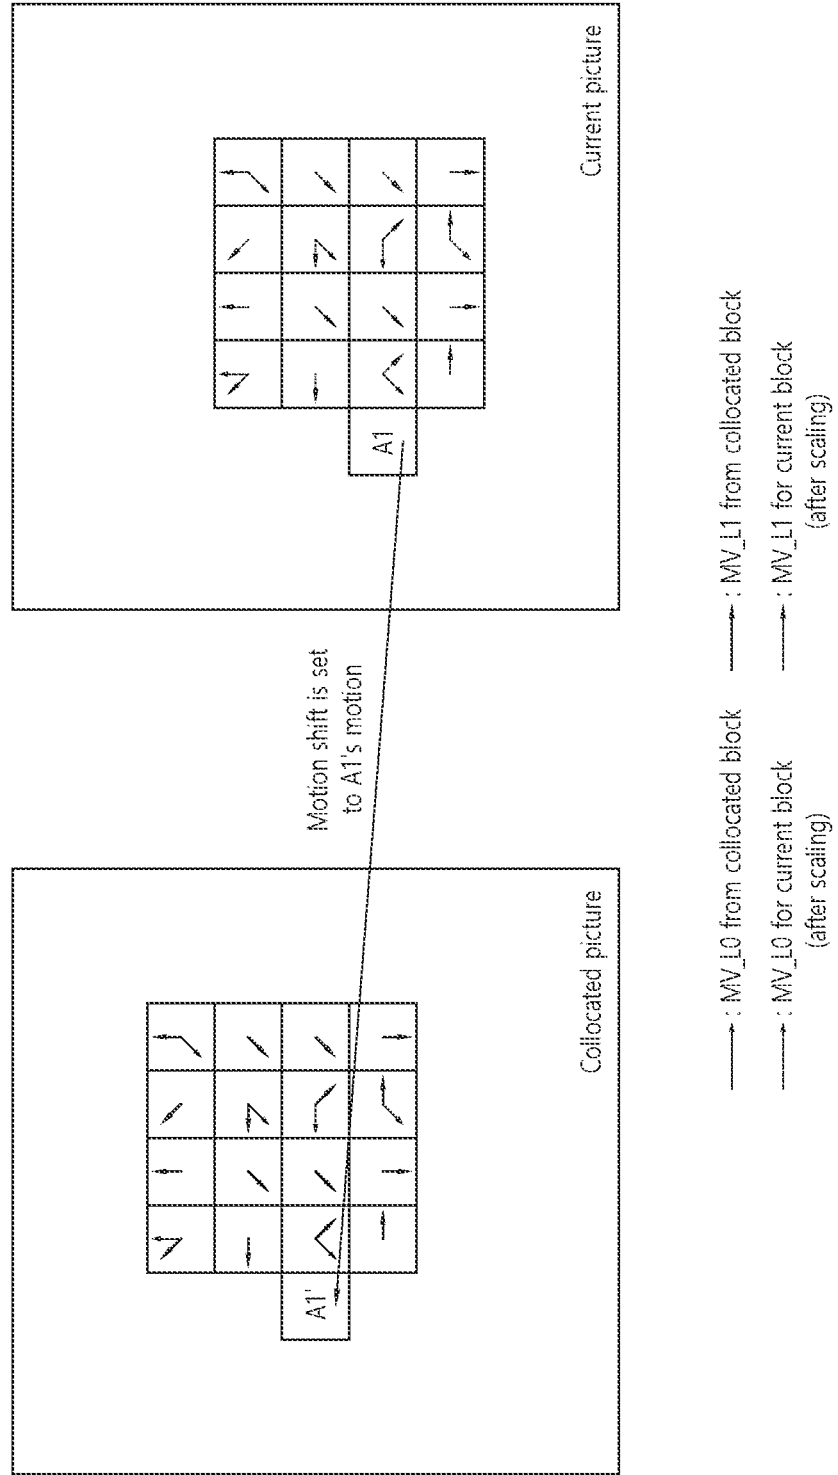 A1'
Collocated picture
Motion shift is set
to A1's motion
A1
Current picture
: MV_L0 from collocated block
: MV_L0 for current block
(after scaling)
: MV_L1 from collocated block
: MV_L1 for current block
(after scaling)